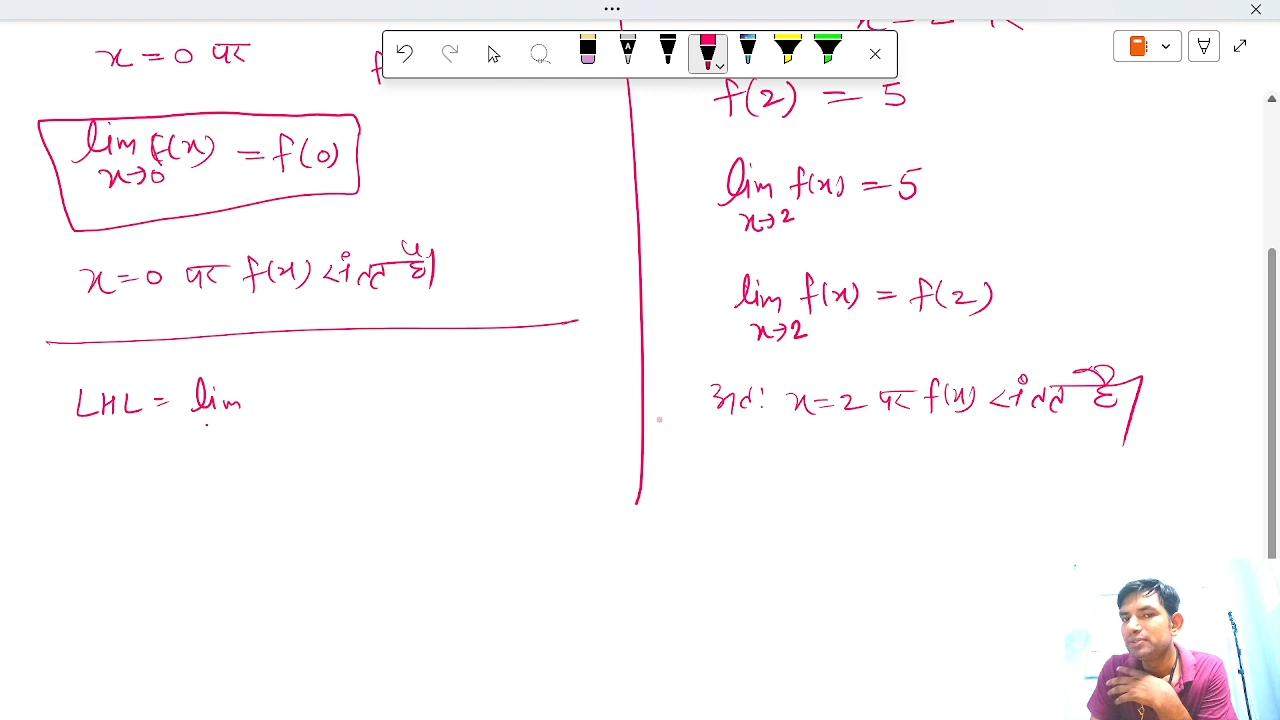 x = 0 पर
lim f(x) = f(0)
x→0
x = 0 पर f(x) संतत है।
LHL = lim
f(2) = 5
lim f(x) = 5
x→2
lim f(x) = f(2)
x→2
अतः x = 2 पर f(x) संतत है।